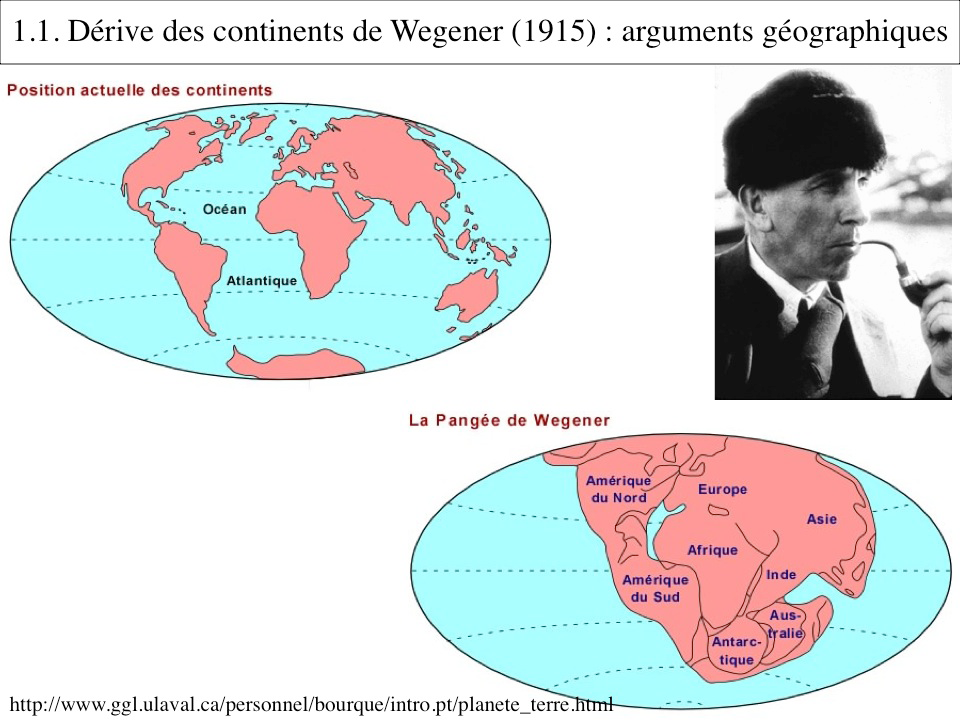 1.1. Dérive des continents de Wegener (1915) : arguments géographiques
Position actuelle des continents
Océan
Atlantique
La Pangée de Wegener
Amérique
du Nord
Europe
Asie
Afrique
Inde
Amérique
du Sud
Aus-
tralie
Antarc-
tique
http://www.ggl.ulaval.ca/personnel/bourque/intro.pt/planete_terre.html